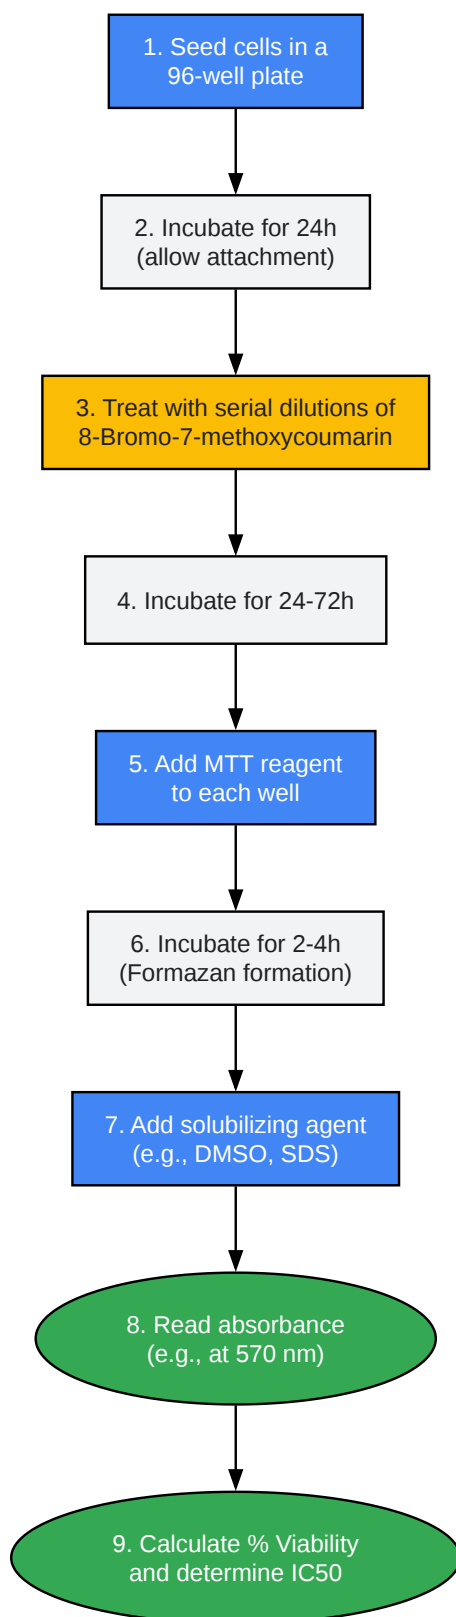 1. Seed cells in a
96-well plate
2. Incubate for 24h
(allow attachment)
3. Treat with serial dilutions of
8-Bromo-7-methoxycoumarin
4. Incubate for 24-72h
5. Add MTT reagent
to each well
6. Incubate for 2-4h
(Formazan formation)
7. Add solubilizing agent
(e.g., DMSO, SDS)
8. Read absorbance
(e.g., at 570 nm)
9. Calculate % Viability
and determine IC50